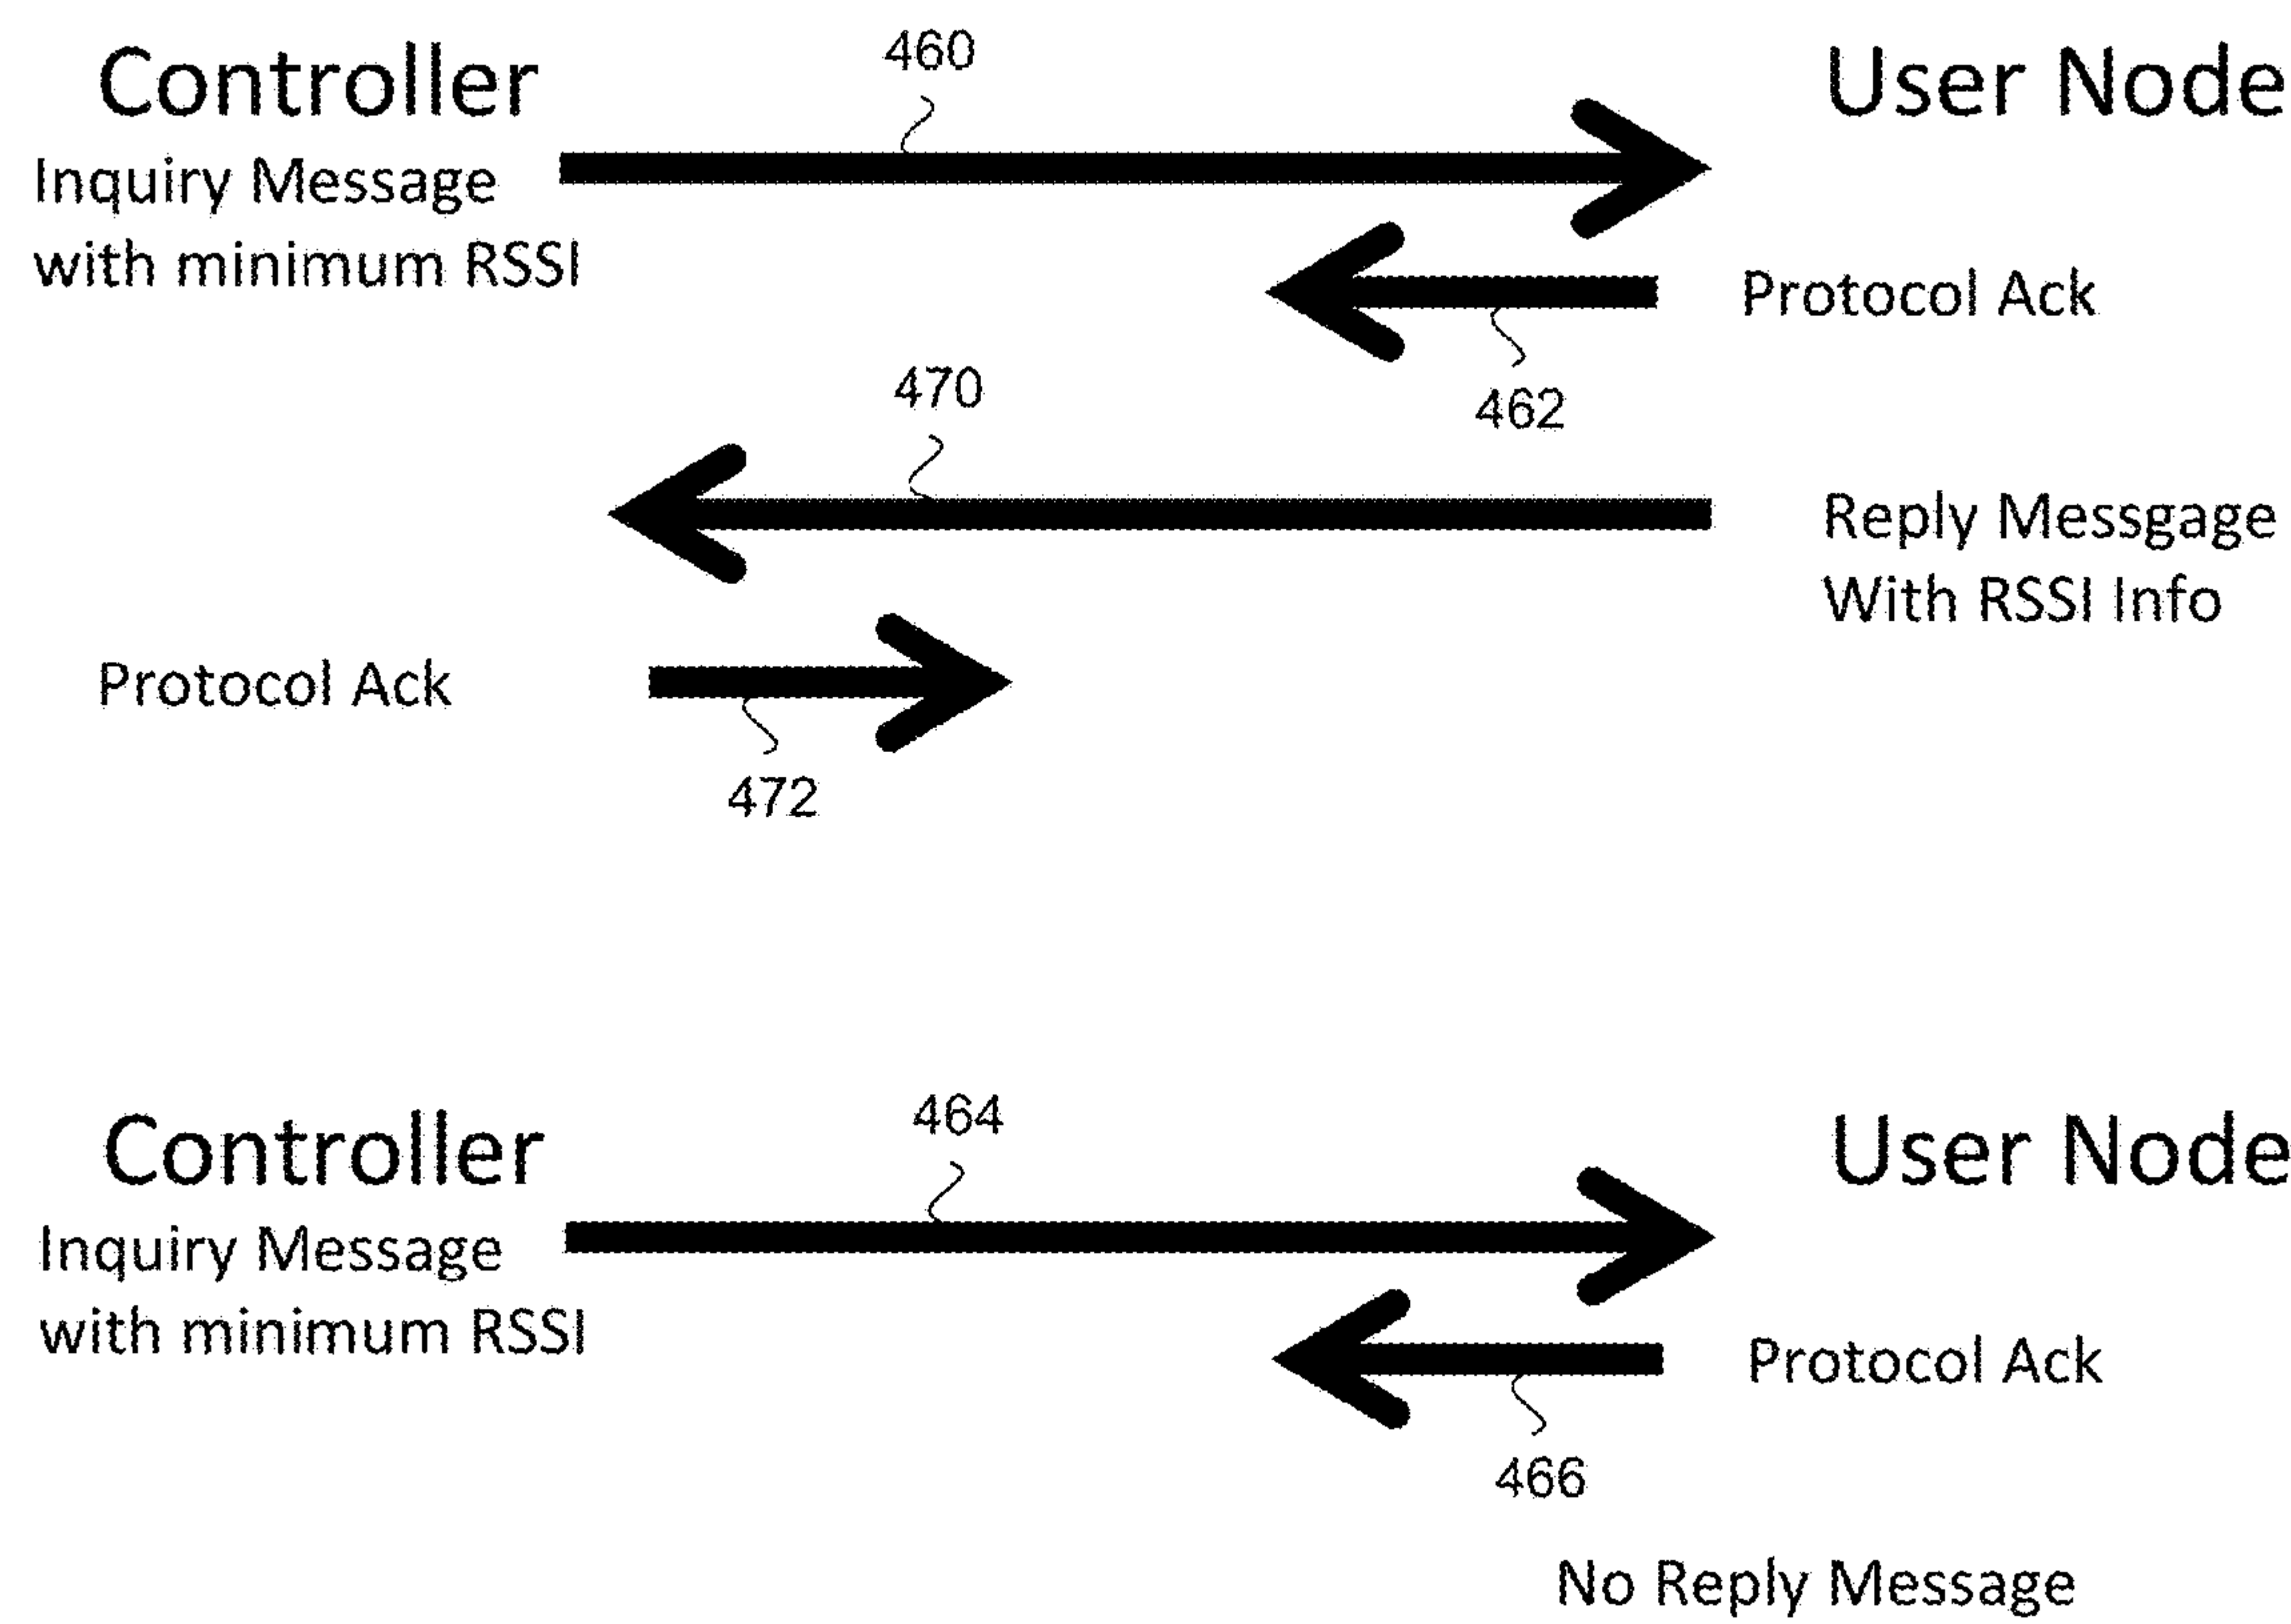 460
Controller
User Node
Inquiry Message
with minimum RSSI
Protocol Ack
462
470
Reply Messgage
With RSSI Info
Protocol Ack
472
464
Controller
User Node
Inquiry Message
with minimum RSSI
Protocol Ack
466
No Reply Message